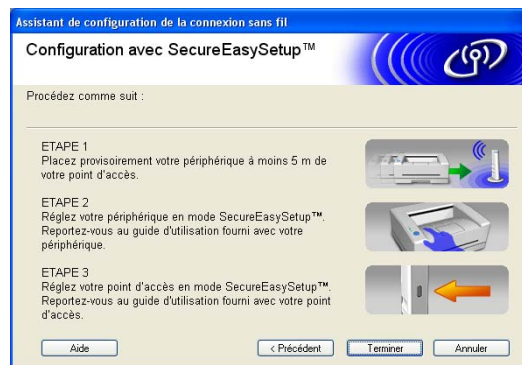 Assistant de configuration de la connexion sans fil
Configuration avec SecureEasySetup™
Procédez comme suit :
ETAPE 1
Placez provisoirement votre périphérique à moins 5 m de
votre point d'accès.
ETAPE 2
Réglez votre périphérique en mode SecureEasySetup™.
Reportez-vous au guide d'utilisation fourni avec votre
périphérique.
ETAPE 3
Réglez votre point d'accès en mode SecureEasySetup™.
Reportez-vous au guide d'utilisation fourni avec votre point
d'accès.
Aide < Précédent Terminer Annuler